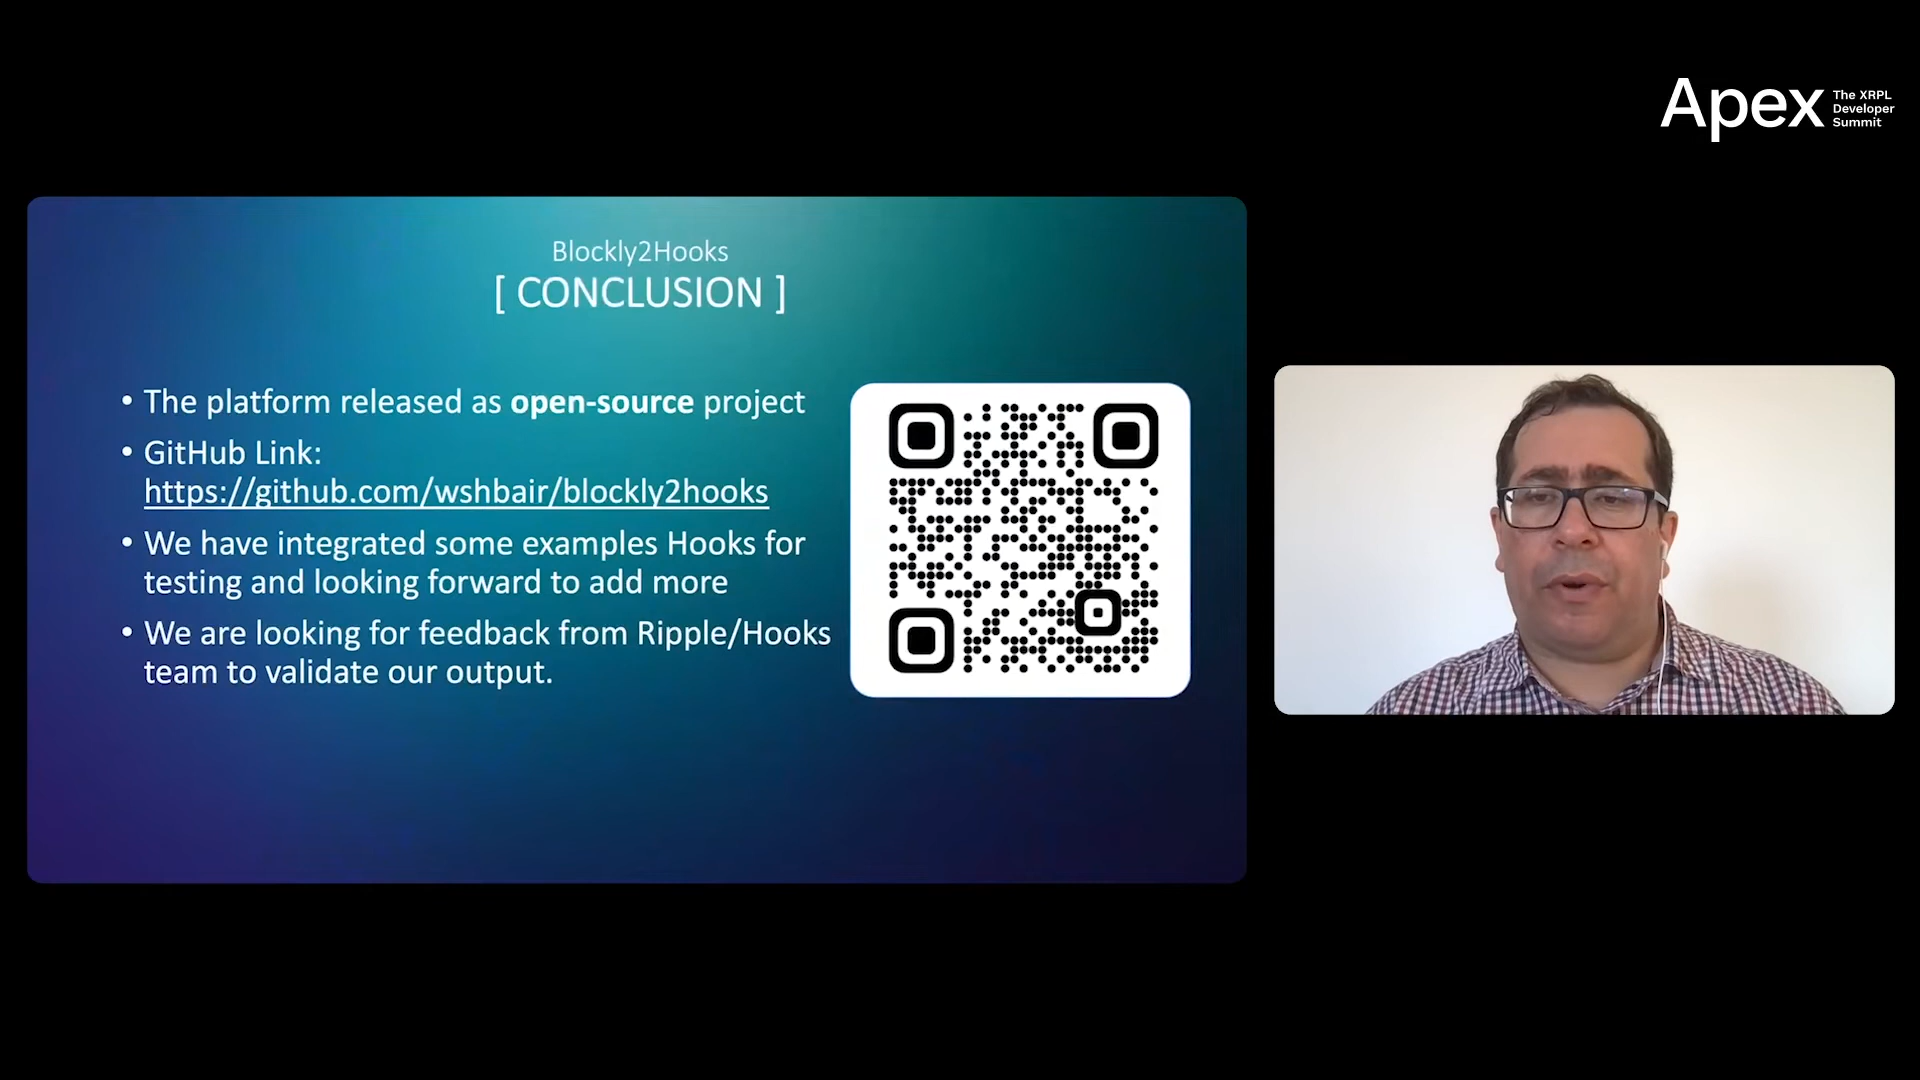 Apex
The XRPL
Developer
Summit
Blockly2Hooks
[ CONCLUSION ]
• The platform released as open-source project
• GitHub Link:
https://github.com/wshbair/blockly2hooks
• We have integrated some examples Hooks for
testing and looking forward to add more
• We are looking for feedback from Ripple/Hooks
team to validate our output.